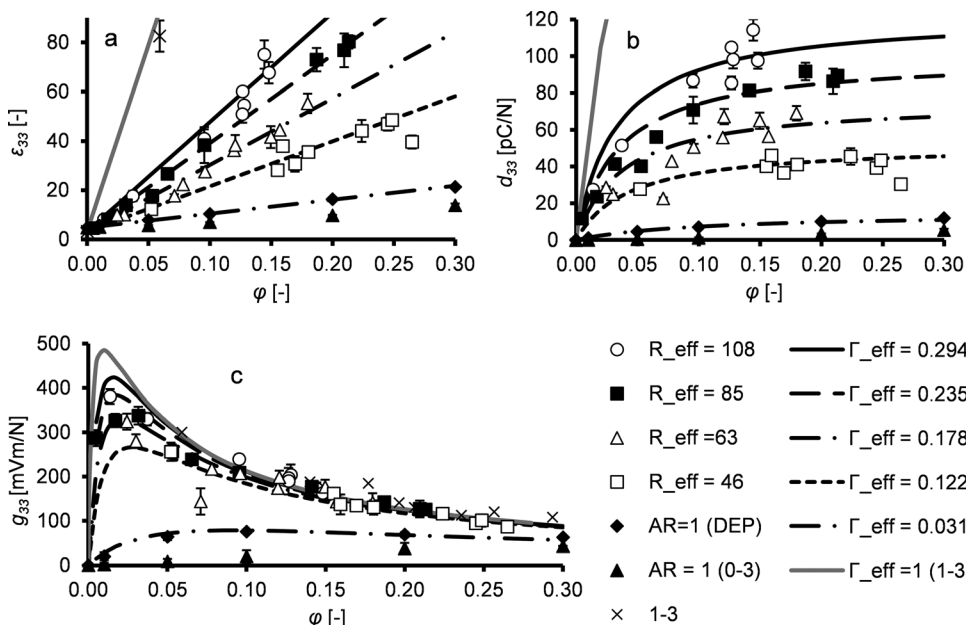 a
ε33 [-]
80
60
40
20
0
0.00 0.05 0.10 0.15 0.20 0.25 0.30
φ [-]
b
d33 [pC/N]
120
100
80
60
40
20
0
0.00 0.05 0.10 0.15 0.20 0.25 0.30
φ [-]
c
g33 [mVm/N]
500
400
300
200
100
0
0.00 0.05 0.10 0.15 0.20 0.25 0.30
φ [-]
R_eff = 108 Γ_eff = 0.294
R_eff = 85 Γ_eff = 0.235
R_eff =63 Γ_eff = 0.178
R_eff = 46 Γ_eff = 0.122
AR=1 (DEP) Γ_eff = 0.031
AR = 1 (0-3) Γ_eff =1 (1-3
1-3